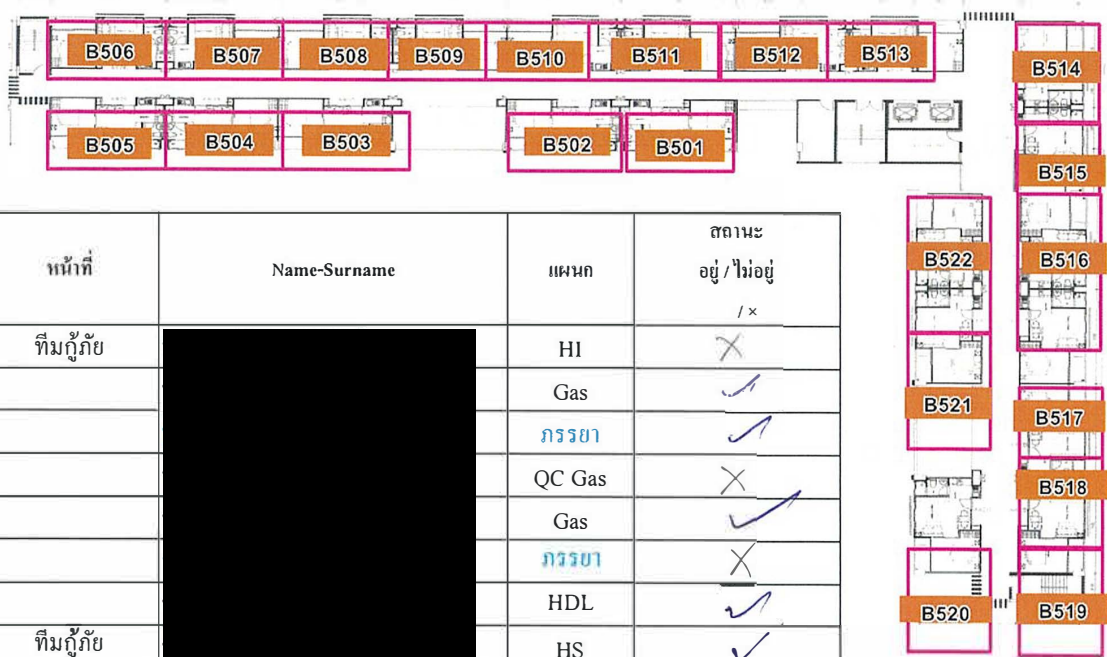 B506 B507 B508 B509 B510 B511 B512 B513
B514
B505 B504 B503 B502 B501
B515
B522 B516
B521
B517
B518
B520 B519
หน้าที่ Name-Surname แผนก สถานะ
อยู่ / ไม่อยู่
/ ×
ทีมกู้ภัย HI ×
Gas ✓
ภรรยา ✓
QC Gas ×
Gas ✓
ภรรยา ×
HDL ✓
ทีมกู้ภัย HS ✓